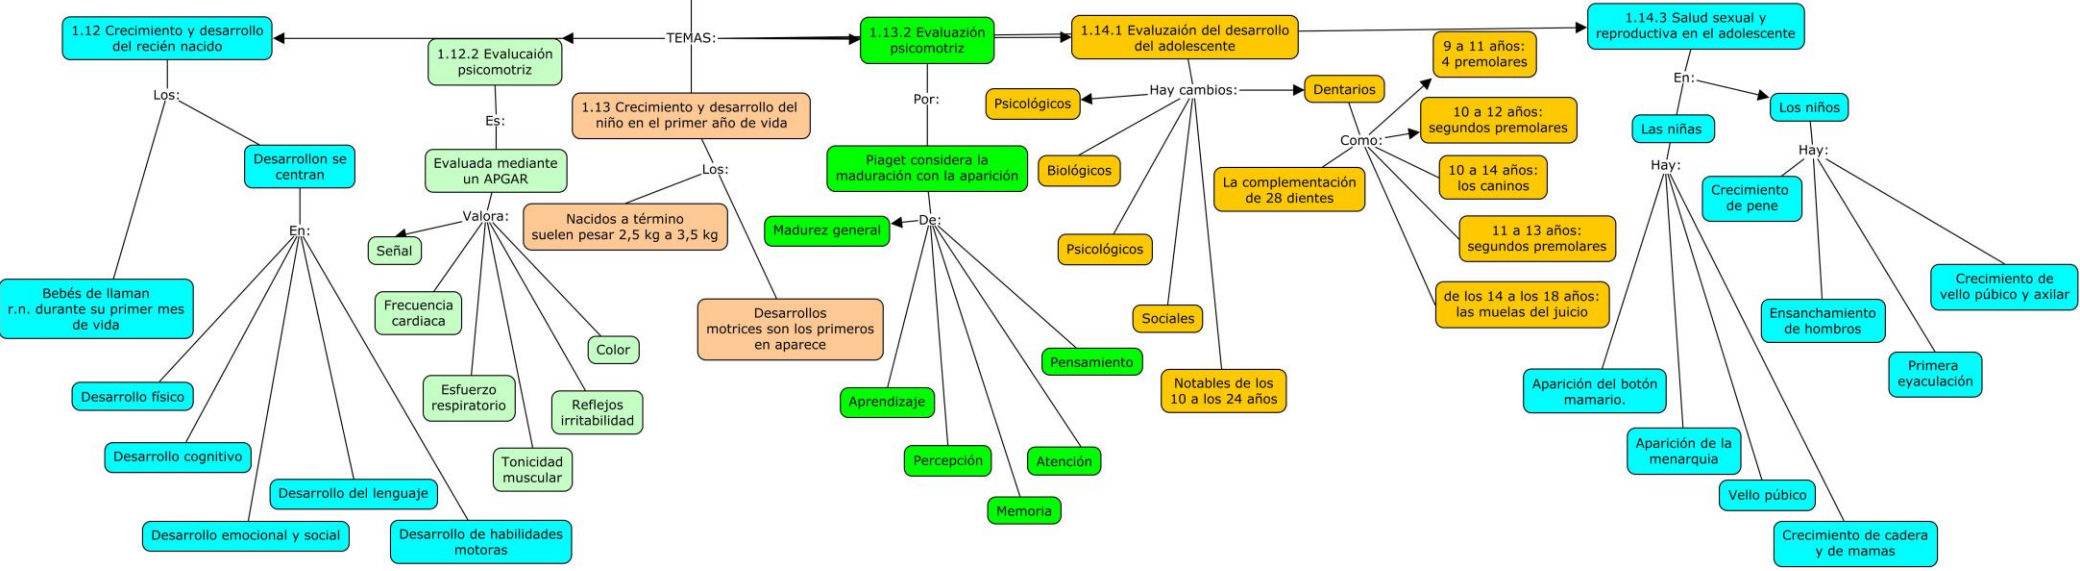 TEMAS:
1.12 Crecimiento y desarrollo
del recién nacido
Los:
Bebés de llaman
r.n. durante su primer mes
de vida
Desarrollon se
centran
En:
Desarrollo físico
Desarrollo cognitivo
Desarrollo emocional y social
Desarrollo del lenguaje
Desarrollo de habilidades
motoras
1.12.2 Evalucaión
psicomotriz
Es:
Evaluada mediante
un APGAR
Valora:
Señal
Frecuencia
cardiaca
Esfuerzo
respiratorio
Tonicidad
muscular
Reflejos
irritabilidad
Color
1.13 Crecimiento y desarrollo del
niño en el primer año de vida
Los:
Nacidos a término
suelen pesar 2,5 kg a 3,5 kg
Desarrollos
motrices son los primeros
en aparece
1.13.2 Evaluazión
psicomotriz
Por:
Piaget considera la
maduración con la aparición
De:
Madurez general
Aprendizaje
Percepción
Memoria
Atención
Pensamiento
1.14.1 Evaluzaión del desarrollo
del adolescente
Hay cambios:
Psicológicos
Biológicos
Psicológicos
Sociales
Notables de los
10 a los 24 años
Dentarios
Como:
La complementación
de 28 dientes
9 a 11 años:
4 premolares
10 a 12 años:
segundos premolares
10 a 14 años:
los caninos
11 a 13 años:
segundos premolares
de los 14 a los 18 años:
las muelas del juicio
1.14.3 Salud sexual y
reproductiva en el adolescente
En:
Las niñas
Hay:
Aparición del botón
mamario.
Aparición de la
menarquia
Vello púbico
Crecimiento de cadera
y de mamas
Los niños
Hay:
Crecimiento
de pene
Ensanchamiento
de hombros
Primera
eyaculación
Crecimiento de
vello púbico y axilar